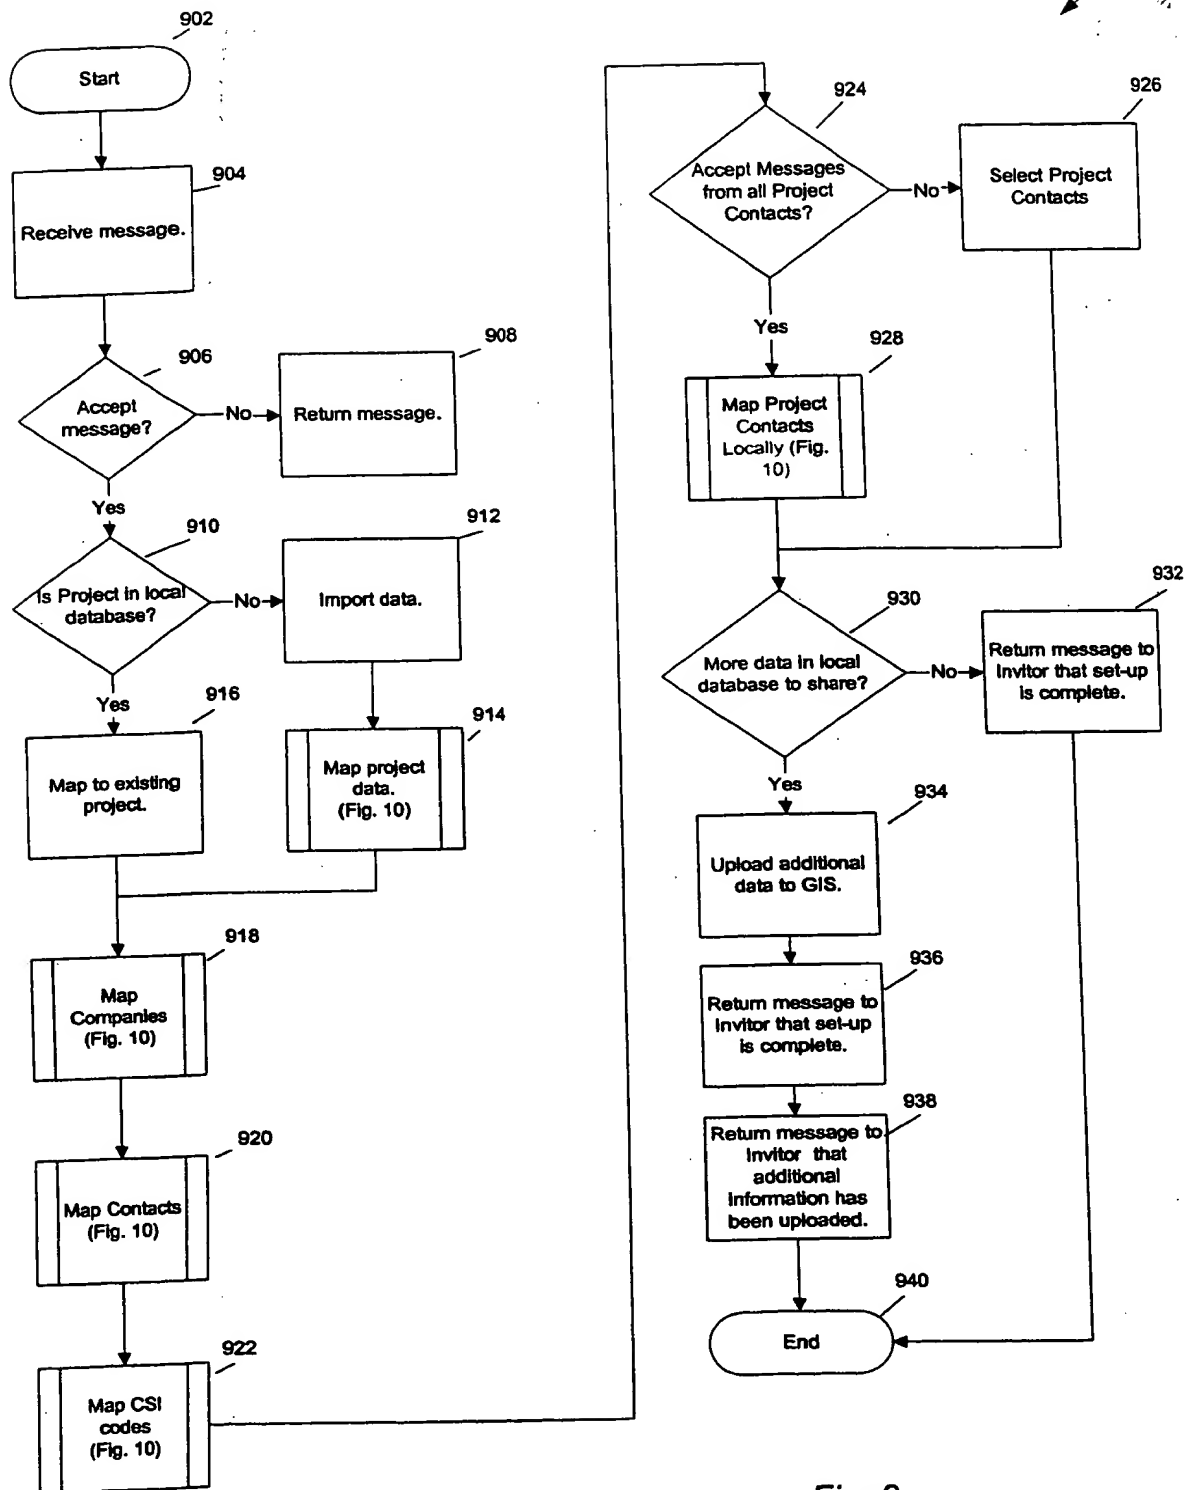 902
Start
904
Receive message.
906
Accept
message?
No
908
Return message.
Yes
910
Is Project in local
database?
No
912
Import data.
Yes
916
Map to existing
project.
914
Map project
data.
(Fig. 10)
918
Map
Companies
(Fig. 10)
920
Map Contacts
(Fig. 10)
922
Map CSI
codes
(Fig. 10)
924
Accept Messages
from all Project
Contacts?
No
926
Select Project
Contacts
Yes
928
Map Project
Contacts
Locally (Fig.
10)
930
More data in local
database to share?
No
932
Return message to
Invitor that set-up
is complete.
Yes
934
Upload additional
data to GIS.
936
Return message to
Invitor that set-up
is complete.
938
Return message to
Invitor that
additional
Information has
been uploaded.
940
End